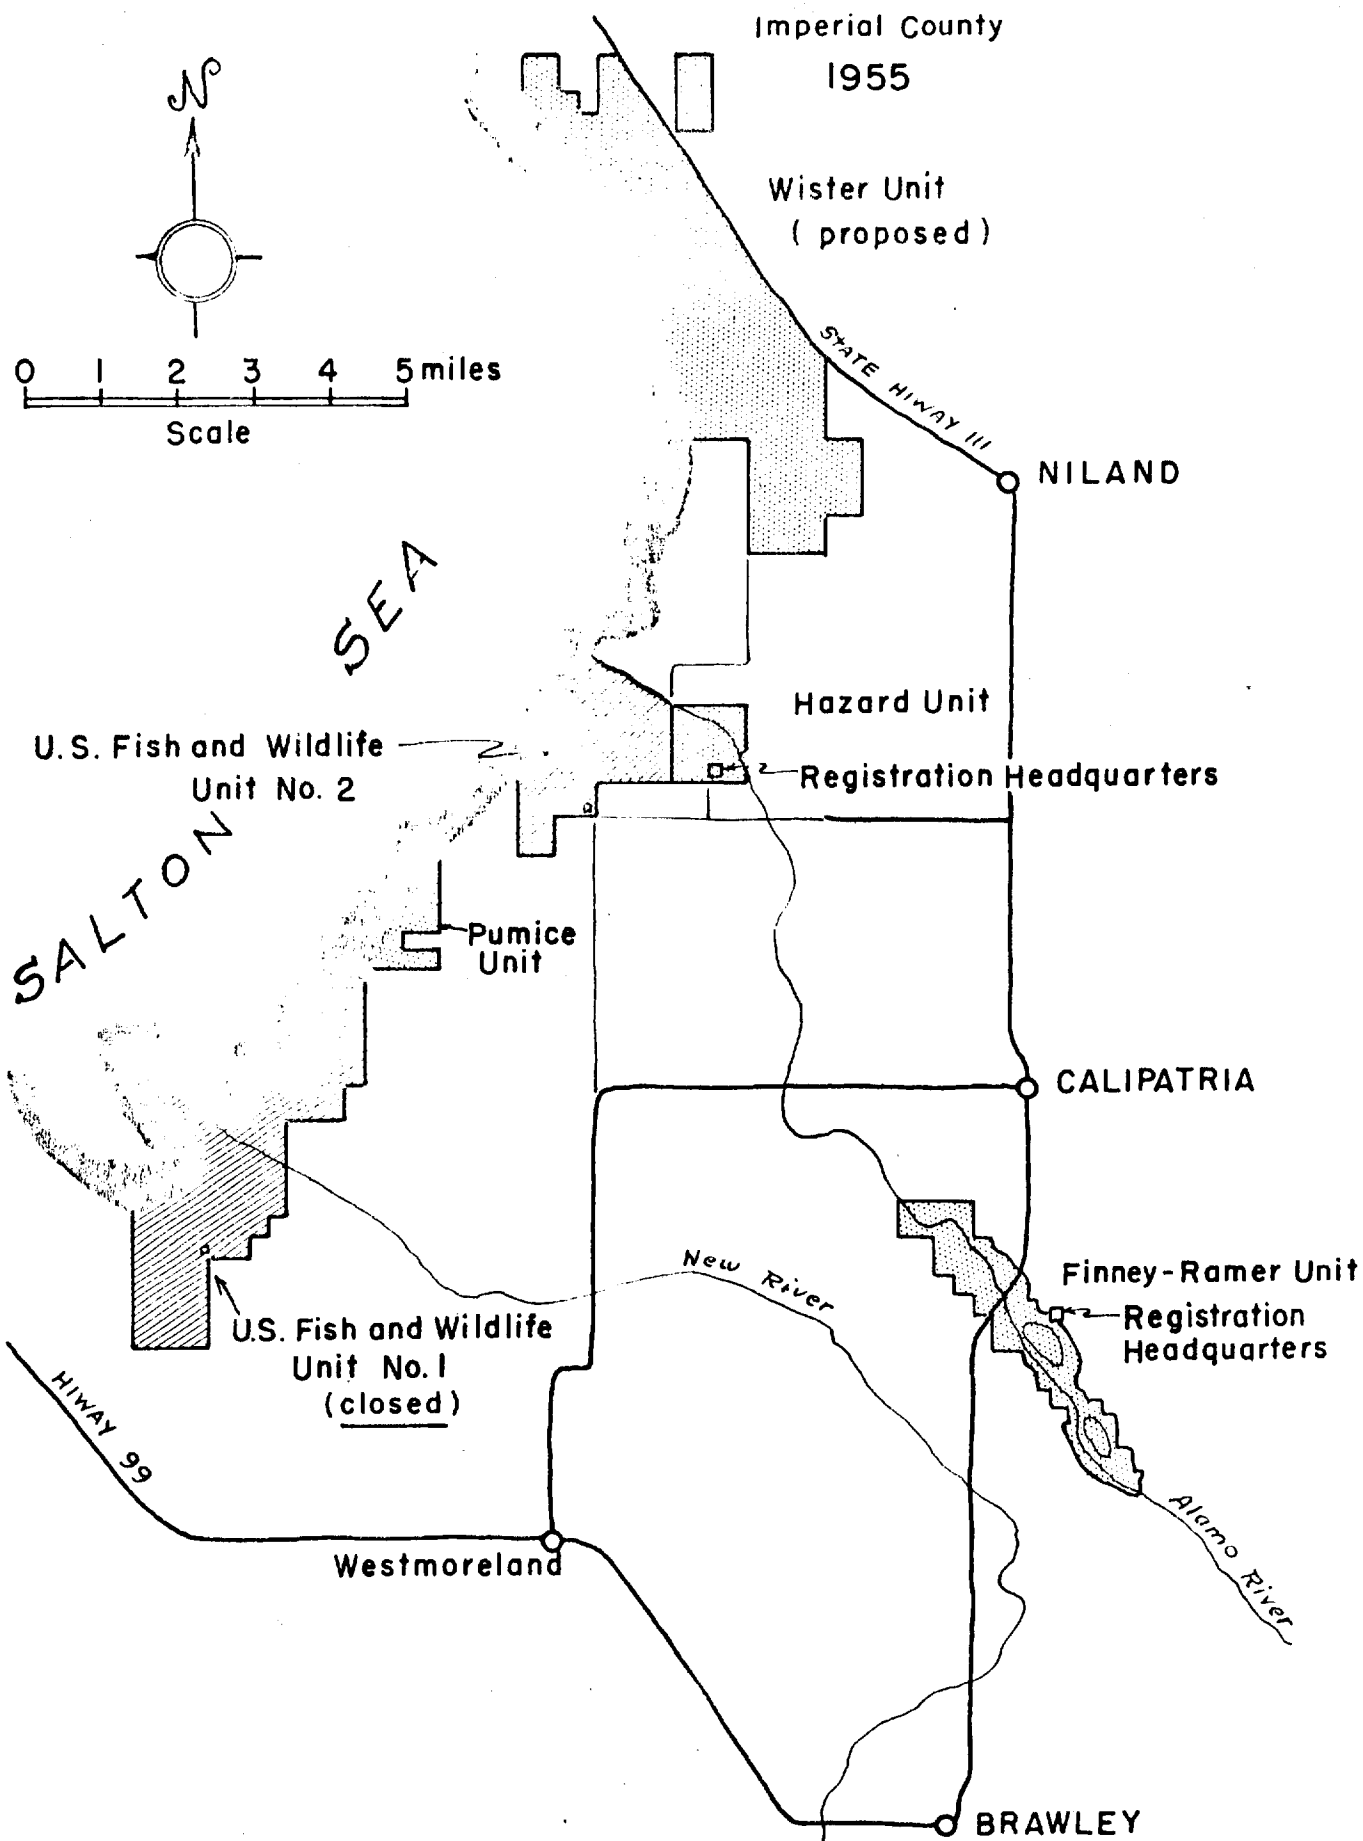 Imperial County
1955
N
Wister Unit
( proposed )
0 1 2 3 4 5 miles
Scale
STATE HIWAY 111
NILAND
SALTON SEA
Hazard Unit
U.S. Fish and Wildlife
Unit No. 2
Registration Headquarters
Pumice
Unit
CALIPATRIA
New River
Finney-Ramer Unit
Registration
Headquarters
U.S. Fish and Wildlife
Unit No. 1
(closed)
HIWAY 99
Alamo River
Westmoreland
BRAWLEY